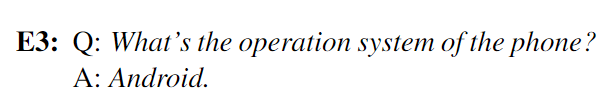 E3: Q: What's the operation system of the phone?
A: Android.